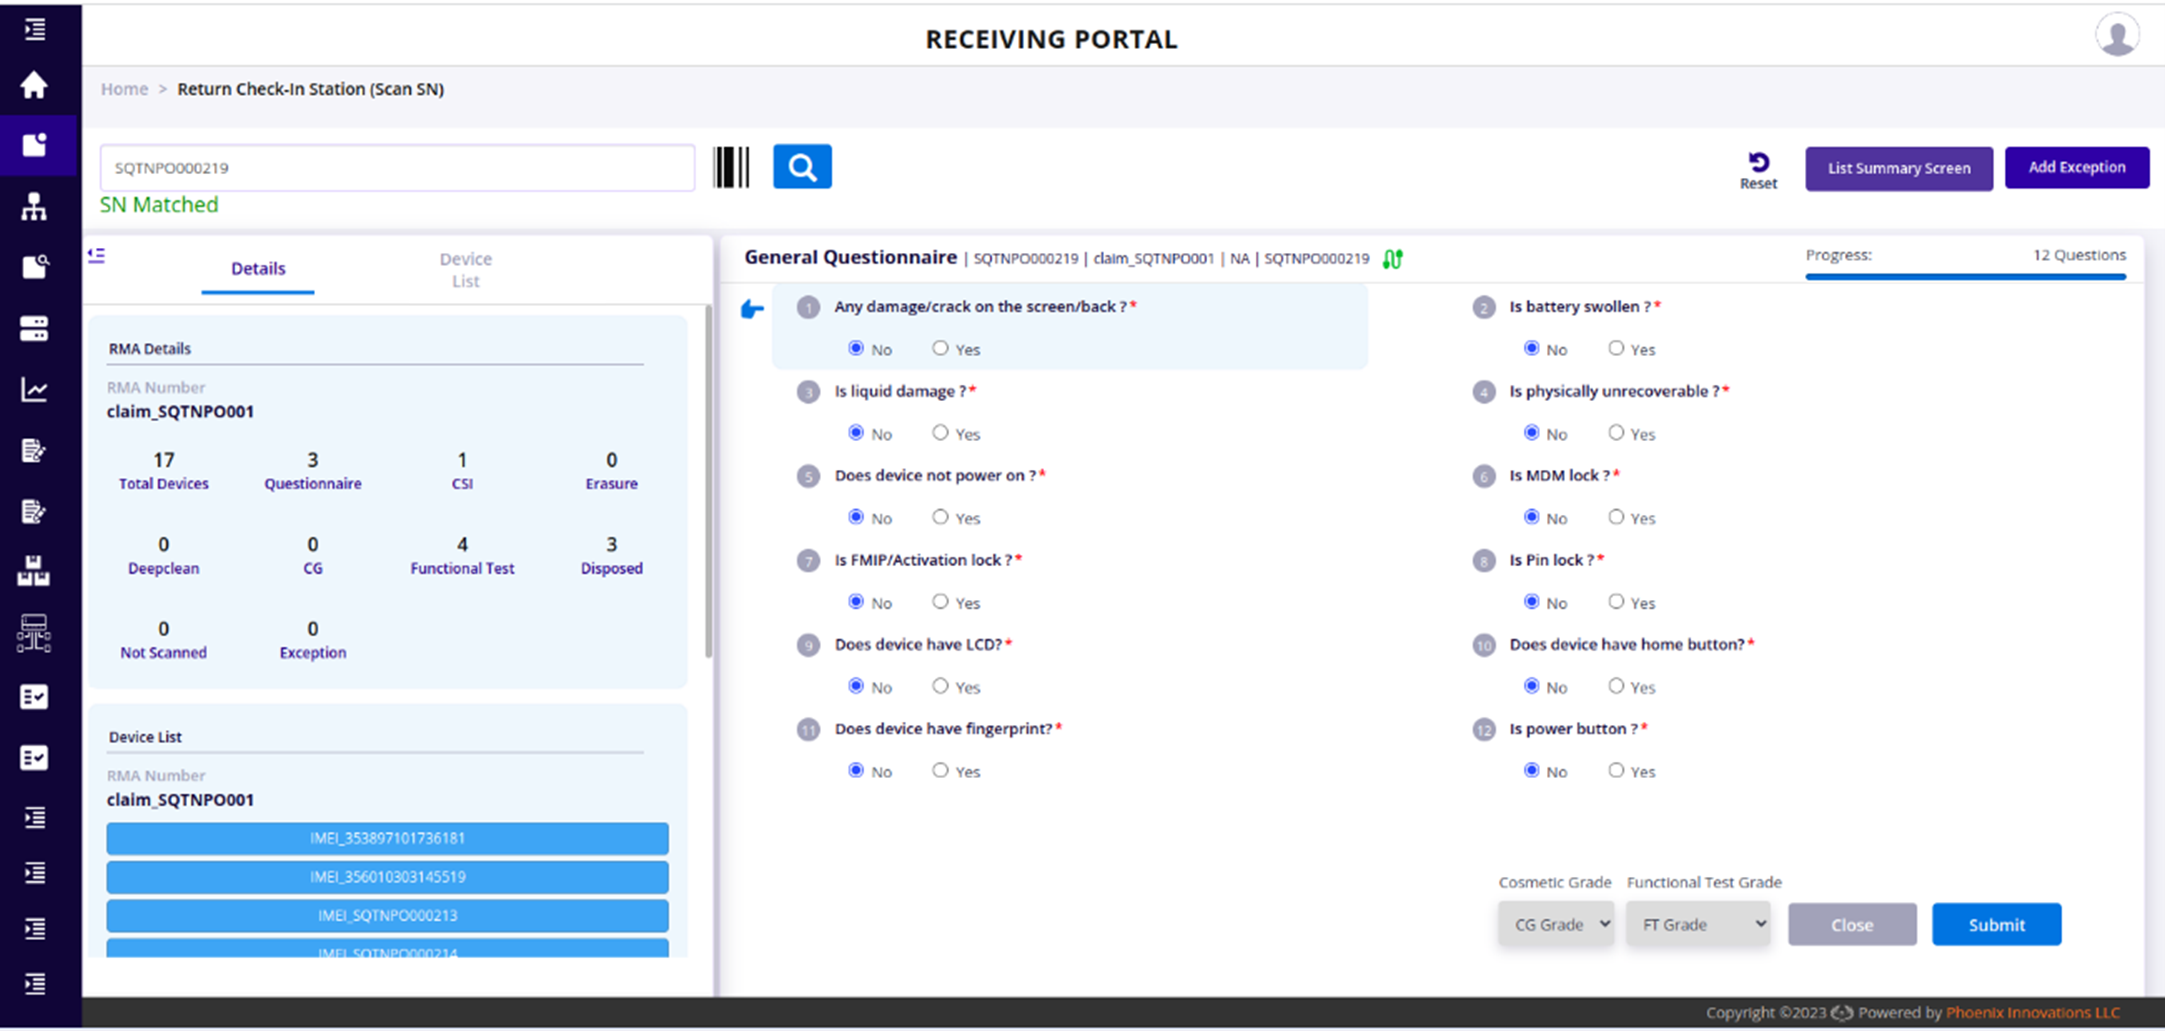 RECEIVING PORTAL
Home > Return Check-In Station (Scan SN)
SQTNPO000219
SN Matched
Reset
List Summary Screen
Add Exception
Details
Device
List
RMA Details
RMA Number
claim_SQTNPO001
17 3 1 0
Total Devices Questionnaire CSI Erasure
0 0 4 3
Deepclean CG Functional Test Disposed
0 0
Not Scanned Exception
Device List
RMA Number
claim_SQTNPO001
IMEI_353897101736181
IMEI_356010303145519
IMEI_SQTNPO000213
IMEI_SQTNPO000214
General Questionnaire | SQTNPO000219 | claim_SQTNPO001 | NA | SQTNPO000219
Progress: 12 Questions
1 Any damage/crack on the screen/back ?*
No Yes
2 Is battery swollen ?*
No Yes
3 Is liquid damage ?*
No Yes
4 Is physically unrecoverable ?*
No Yes
5 Does device not power on ?*
No Yes
6 Is MDM lock ?*
No Yes
7 Is FMIP/Activation lock ?*
No Yes
8 Is Pin lock ?*
No Yes
9 Does device have LCD?*
No Yes
10 Does device have home button?*
No Yes
11 Does device have fingerprint?*
No Yes
12 Is power button ?*
No Yes
Cosmetic Grade Functional Test Grade
CG Grade FT Grade Close Submit
Copyright ©2023 Powered by Phoenix Innovations LLC